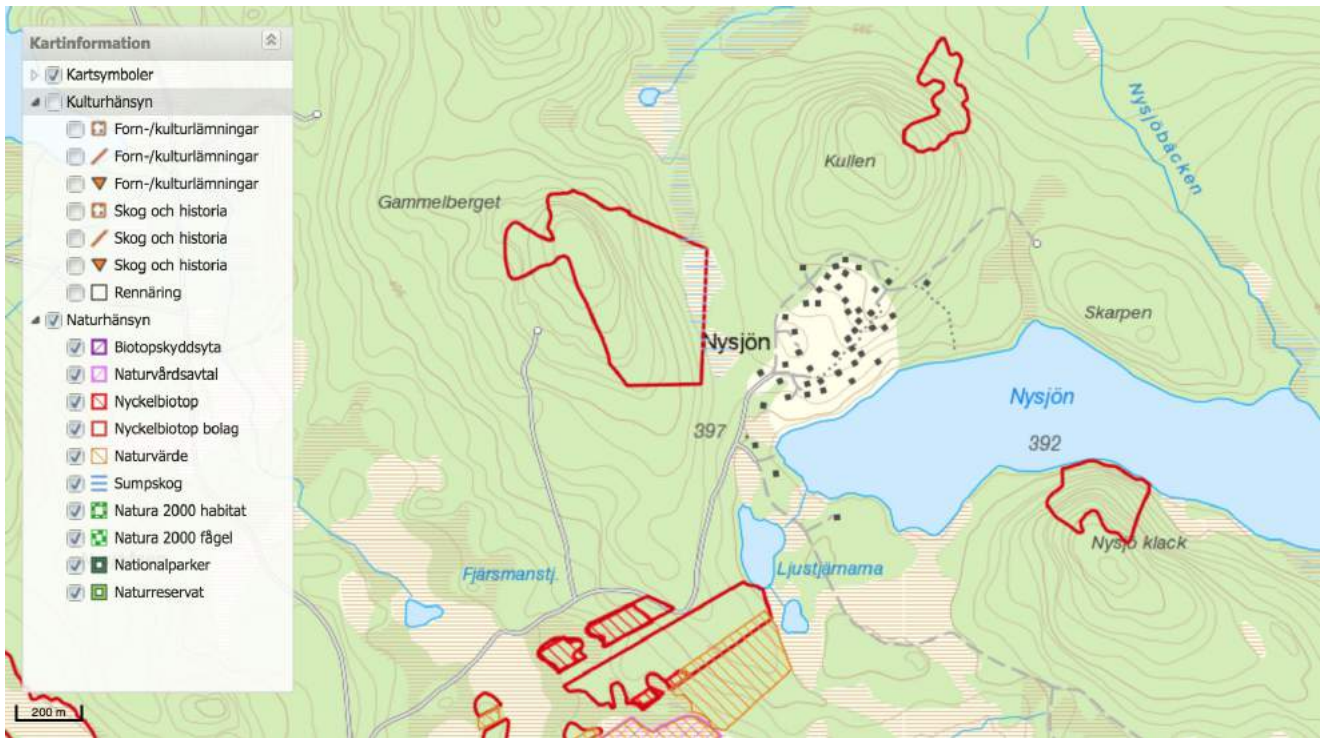 Kartinformation
Kartsymboler
Kulturhänsyn
Forn-/kulturlämningar
Forn-/kulturlämningar
Forn-/kulturlämningar
Skog och historia
Skog och historia
Skog och historia
Rennäring
Naturhänsyn
Biotopskyddsyta
Naturvårdsavtal
Nyckelbiotop
Nyckelbiotop bolag
Naturvärde
Sumpskog
Natura 2000 habitat
Natura 2000 fågel
Nationalparker
Naturreservat
200 m
Nysjöbäcken
Kullen
Gammelberget
Skarpen
Nysjön
Nysjön
397
392
Nysjö klack
Fjärsmanstj.
Ljustjärnarna